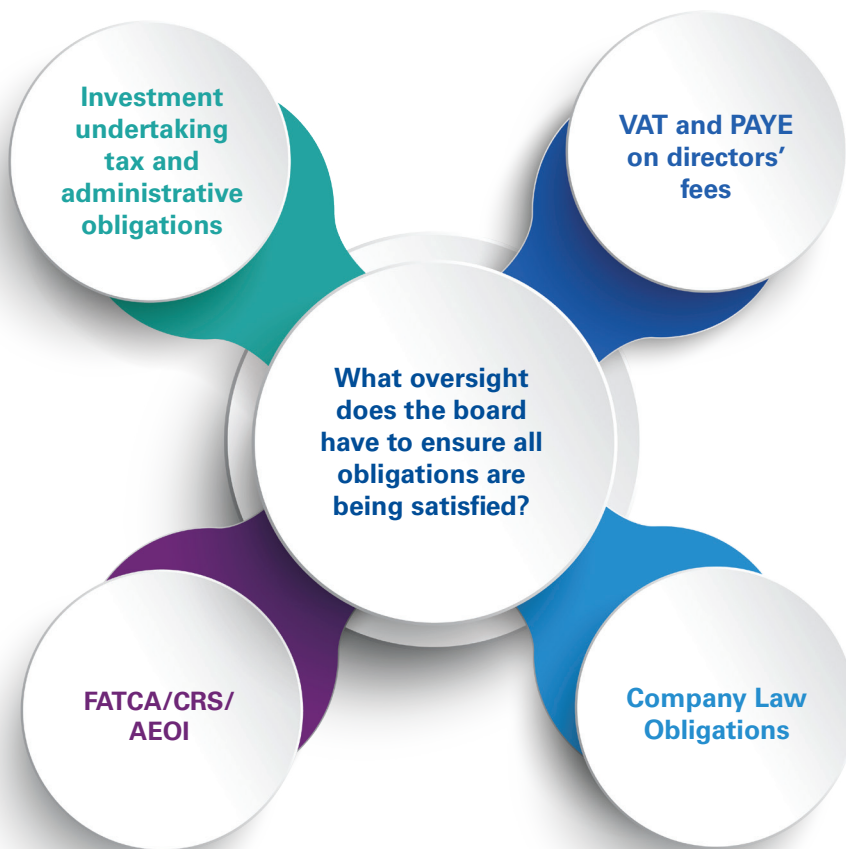 Investment
undertaking
tax and
administrative
obligations
VAT and PAYE
on directors’
fees
What oversight
does the board
have to ensure all
obligations are
being satisfied?
FATCA/CRS/
AEOI
Company Law
Obligations